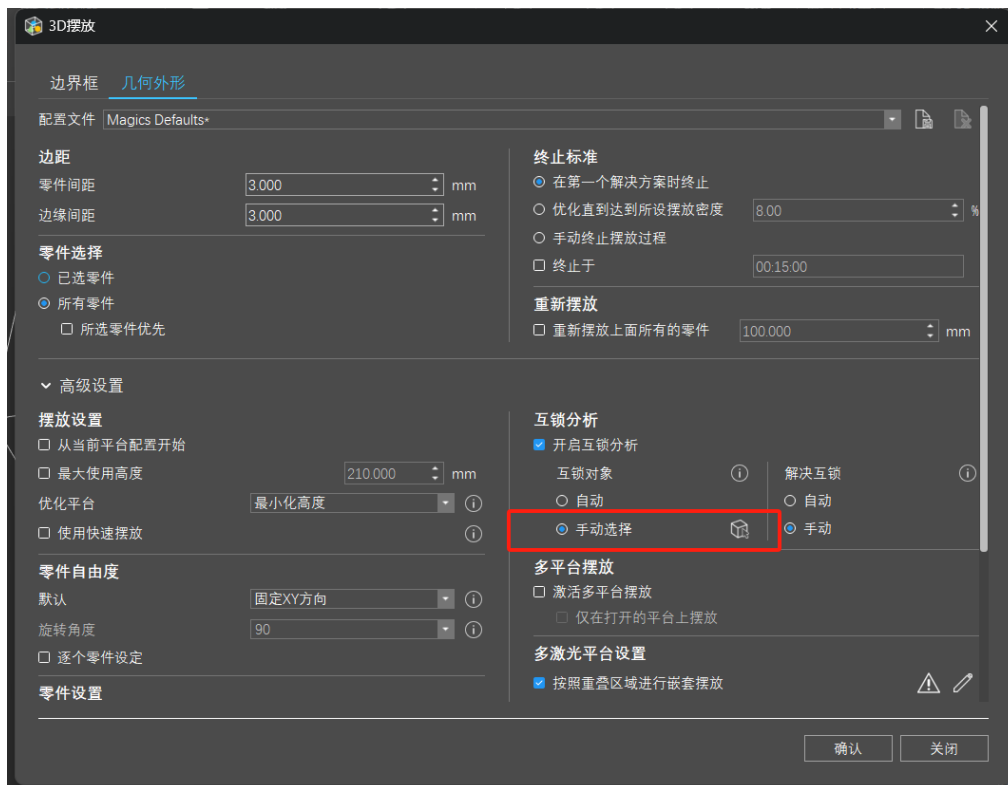 3D摆放
边界框 几何外形
配置文件 Magics Defaults*
边距
零件间距 3.000 mm
边缘间距 3.000 mm
零件选择
已选零件
所有零件
所选零件优先
终止标准
在第一个解决方案时终止
优化直到达到所设摆放密度 8.00 %
手动终止摆放过程
终止于 00:15:00
重新摆放
重新摆放上面所有的零件 100.000 mm
高级设置
摆放设置
从当前平台配置开始
最大使用高度 210.000 mm
优化平台 最小化高度
使用快速摆放
零件自由度
默认 固定XY方向
旋转角度 90
逐个零件设定
零件设置
互锁分析
开启互锁分析
互锁对象 解决互锁
自动 自动
手动选择 手动
多平台摆放
激活多平台摆放
仅在打开的平台上摆放
多激光平台设置
按照重叠区域进行嵌套摆放
确认 关闭